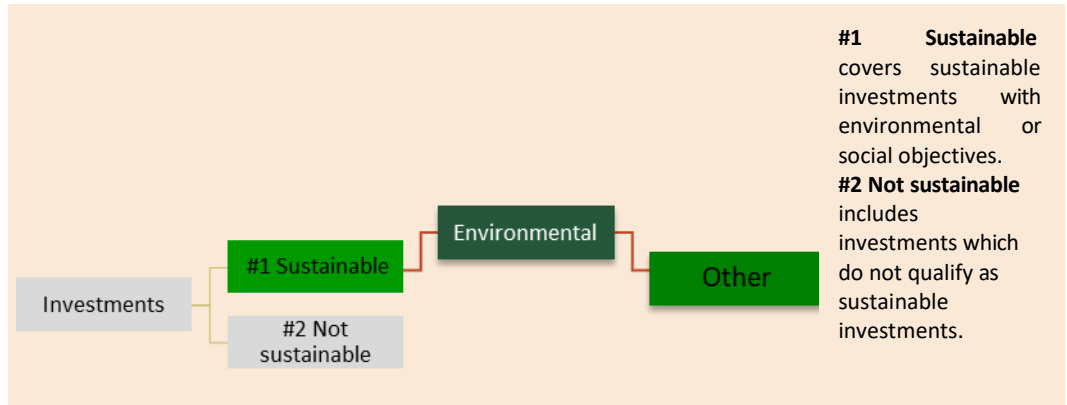 Investments
#1 Sustainable
#2 Not
sustainable
Environmental
Other
#1 Sustainable
covers sustainable
investments with
environmental or
social objectives.
#2 Not sustainable
includes
investments which
do not qualify as
sustainable
investments.